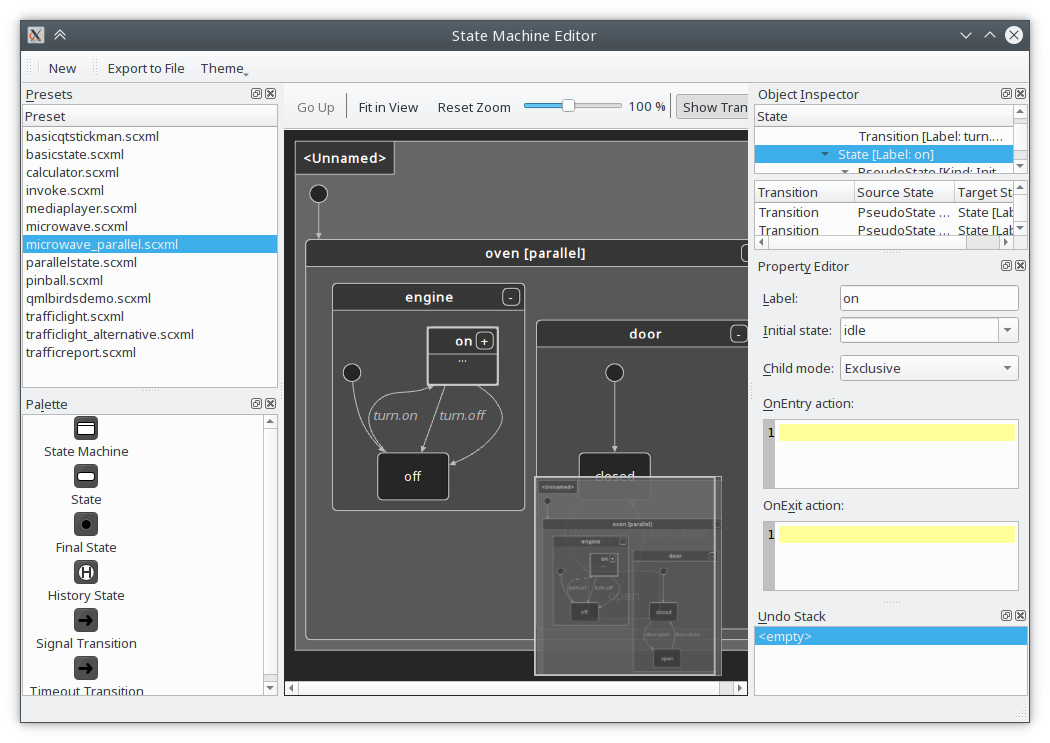 State Machine Editor
New Export to File Theme
Presets
Preset
basicqtstickman.scxml
basicstate.scxml
calculator.scxml
invoke.scxml
mediaplayer.scxml
microwave.scxml
microwave_parallel.scxml
parallelstate.scxml
pinball.scxml
qmlbirdsdemo.scxml
trafficlight.scxml
trafficlight_alternative.scxml
trafficreport.scxml
Palette
State Machine
State
Final State
History State
Signal Transition
Timeout Transition
Go Up Fit in View Reset Zoom 100 % Show Tran
<Unnamed>
oven [parallel]
engine -
on +
...
turn.on turn.off
off
door -
closed
<Unnamed>
oven [parallel]
engine
door
on +
turn.on turn.off
off
closed
open
open
Object Inspector
State
Transition [Label: turn....
State [Label: on]
PseudoState [Kind: Init...
Transition Source State Target St
Transition PseudoState ... State [Lab
Transition PseudoState ... State [Lab
Property Editor
Label: on
Initial state: idle
Child mode: Exclusive
OnEntry action:
1
OnExit action:
1
Undo Stack
<empty>